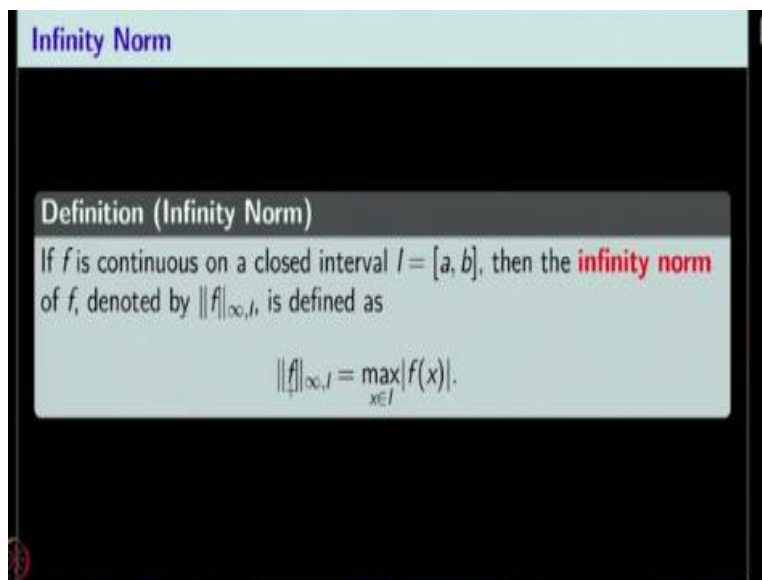 Infinity Norm
Definition (Infinity Norm)
If f is continuous on a closed interval I = [a, b], then the infinity norm
of f, denoted by ‖f‖∞,I, is defined as
‖f‖∞,I = max|f(x)|.
x∈I